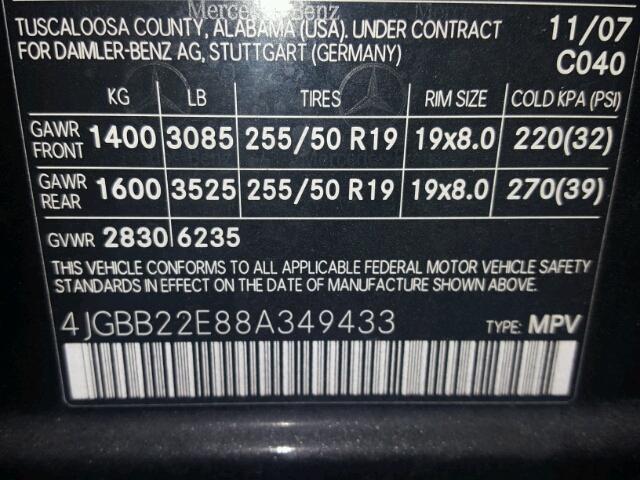 Mercedes-Benz
TUSCALOOSA COUNTY, ALABAMA (USA). UNDER CONTRACT 11/07
FOR DAIMLER-BENZ AG, STUTTGART (GERMANY) C040
KG LB TIRES RIM SIZE COLD KPA (PSI)
GAWR FRONT 1400 3085 255/50 R19 19x8.0 220(32)
GAWR REAR 1600 3525 255/50 R19 19x8.0 270(39)
GVWR 2830 6235
THIS VEHICLE CONFORMS TO ALL APPLICABLE FEDERAL MOTOR VEHICLE SAFETY
STANDARDS IN EFFECT ON THE DATE OF MANUFACTURE SHOWN ABOVE.
4JGBB22E88A349433 TYPE: MPV